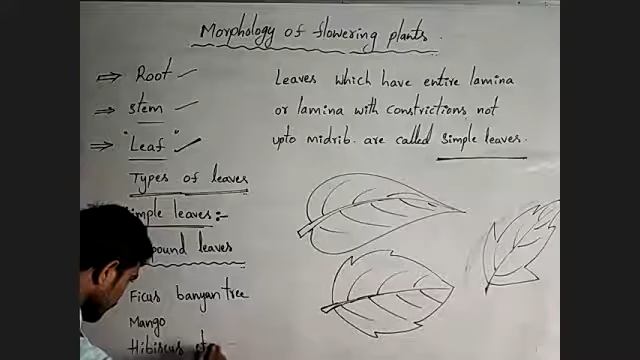 Morphology of flowering plants.
⇒ Root ✓
⇒ stem ✓
⇒ "Leaf" ✓
Types of leaves
imple leaves:-
pound leaves
Ficus banyan tree
Mango
Hibiscus
Leaves which have entire lamina
or lamina with constrictions not
upto midrib. are called simple leaves.